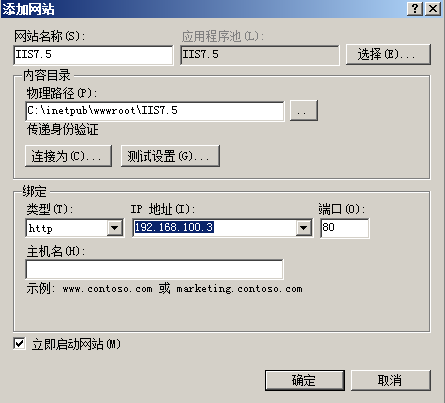 添加网站
网站名称(S): 应用程序池(L):
IIS7.5 IIS7.5 选择(E)...
内容目录
物理路径(P):
C:\inetpub\wwwroot\IIS7.5 ..
传递身份验证
连接为(C)... 测试设置(G)...
绑定
类型(T): IP 地址(I): 端口(O):
http 192.168.100.3 80
主机名(H):
示例: www.contoso.com 或 marketing.contoso.com
立即启动网站(M)
确定 取消